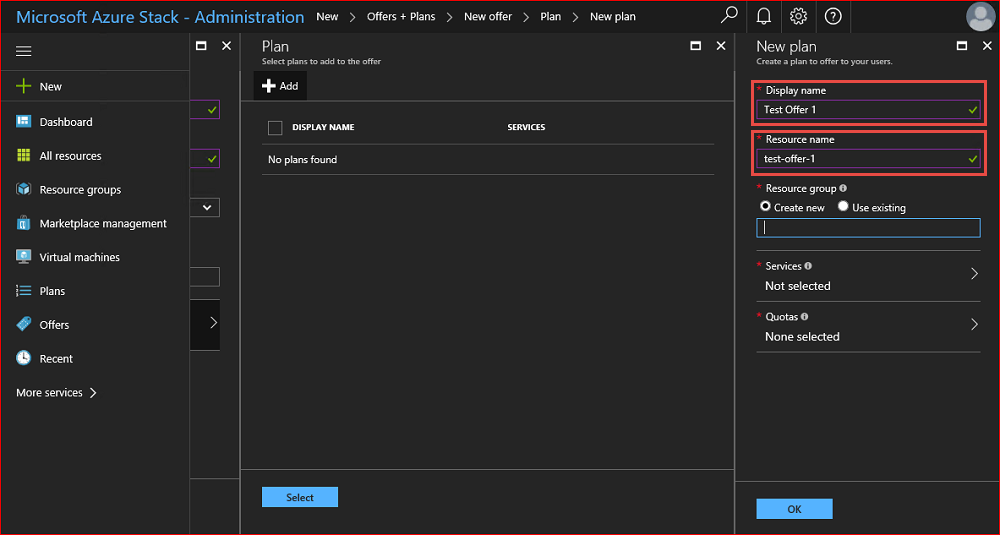 Microsoft Azure Stack - Administration New > Offers + Plans > New offer > Plan > New plan
New
Dashboard
All resources
Resource groups
Marketplace management
Virtual machines
Plans
Offers
Recent
More services >
Plan
Select plans to add to the offer
Add
DISPLAY NAME SERVICES
No plans found
Select
New plan
Create a plan to offer to your users.
* Display name
Test Offer 1
* Resource name
test-offer-1
* Resource group
Create new Use existing
* Services
Not selected
* Quotas
None selected
OK